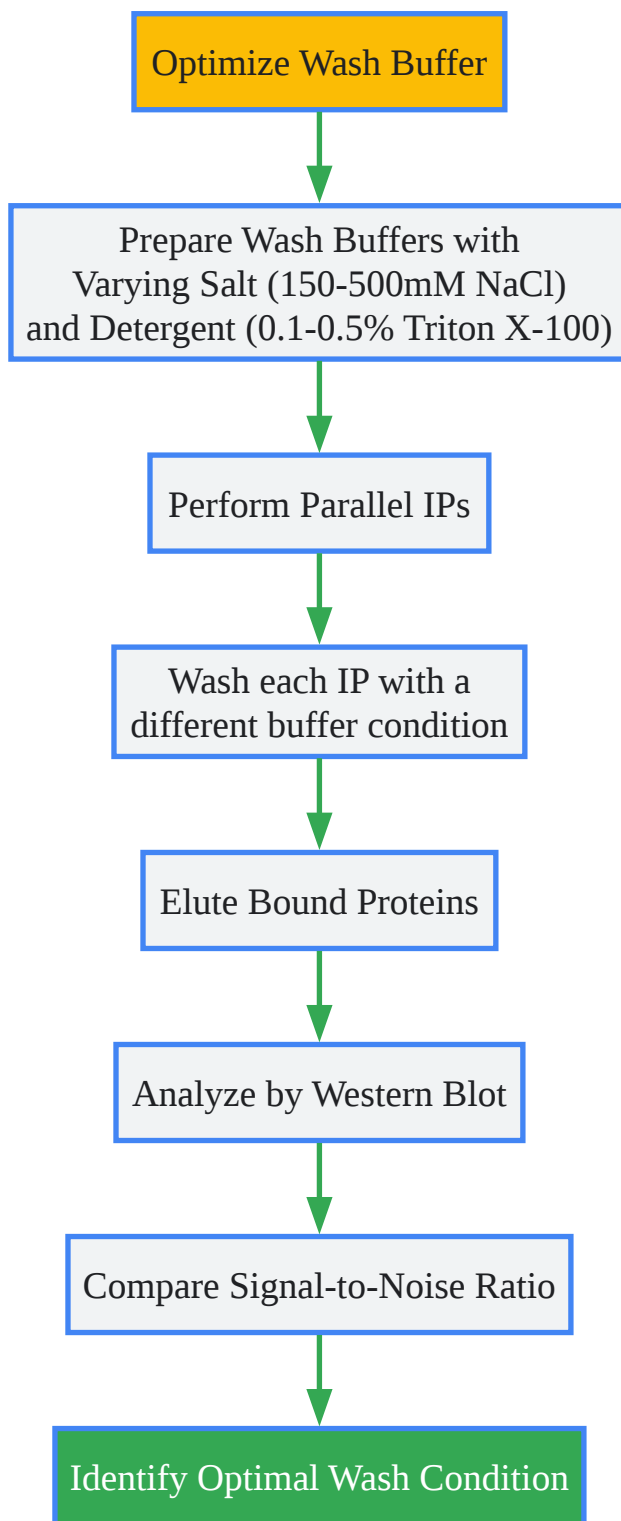 Optimize Wash Buffer
Prepare Wash Buffers with
Varying Salt (150-500mM NaCl)
and Detergent (0.1-0.5% Triton X-100)
Perform Parallel IPs
Wash each IP with a
different buffer condition
Elute Bound Proteins
Analyze by Western Blot
Compare Signal-to-Noise Ratio
Identify Optimal Wash Condition